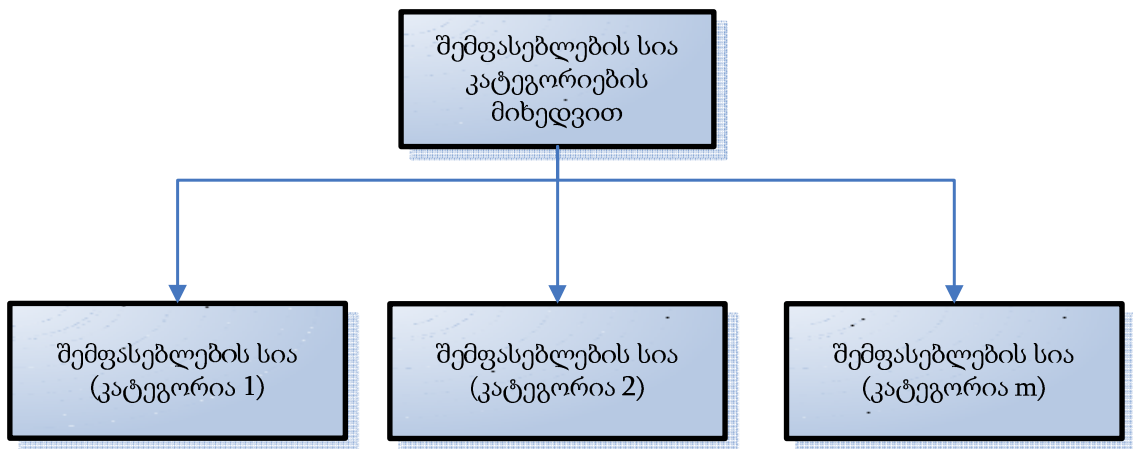 შემფასებლების სია
კატეგორიების
მიხედვით
შემფასებლების სია
(კატეგორია 1)
შემფასებლების სია
(კატეგორია 2)
შემფასებლების სია
(კატეგორია m)